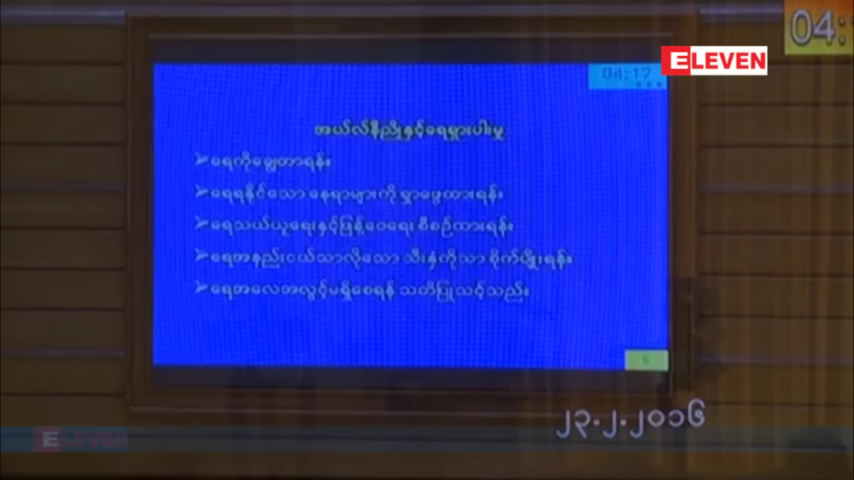 04:
ELEVEN
04:17
အယ်လ်နီညိုနှင့်ရေရှားပါးမှု
➢ရေကိုချွေတာရန်။
➢ရေရနိုင်သော နေရာများကို ရှာဖွေထားရန်။
➢ရေသယ်ယူရေးနှင့်ဖြန့်ဝေရေး စီစဉ်ထားရန်။
➢ရေအနည်းငယ်သာလိုသော သီးနှံကိုသာ စိုက်ပျိုးရန်။
➢ရေအလေအလွင့်မရှိစေရန် သတိပြုသင့်သည်။
၂၃.၂.၂၀၁၆
ELEVEN